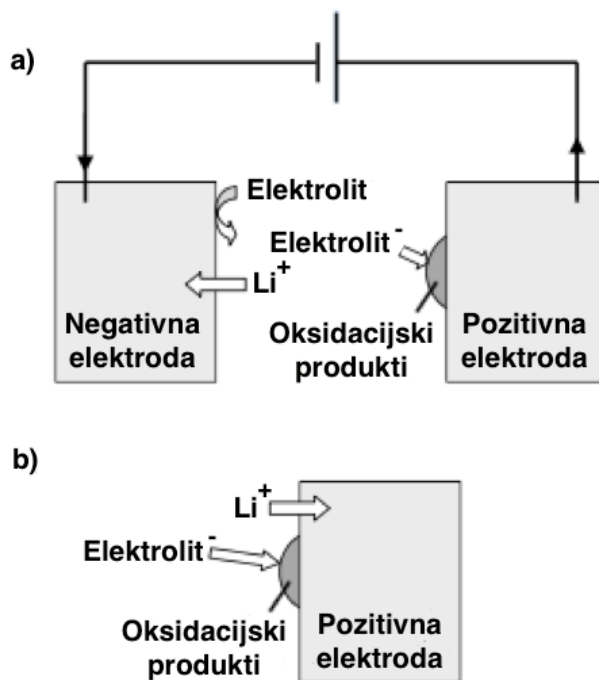 a)
Elektrolit
Elektrolit⁻
Li⁺
Negativna
elektroda
Oksidacijski
produkti
Pozitivna
elektroda
b)
Li⁺
Elektrolit⁻
Oksidacijski
produkti
Pozitivna
elektroda